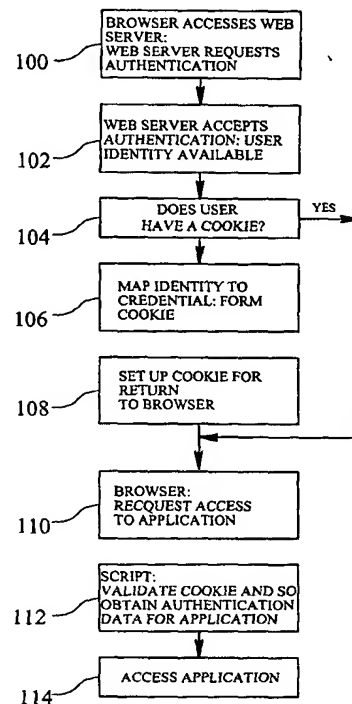 BROWSER ACCESSES WEB
SERVER:
WEB SERVER REQUESTS
AUTHENTICATION
100
WEB SERVER ACCEPTS
AUTHENTICATION: USER
IDENTITY AVAILABLE
102
DOES USER
HAVE A COOKIE?
YES
104
MAP IDENTITY TO
CREDENTIAL: FORM
COOKIE
106
SET UP COOKIE FOR
RETURN
TO BROWSER
108
BROWSER:
RECQUEST ACCESS
TO APPLICATION
110
SCRIPT:
VALIDATE COOKIE AND SO
OBTAIN AUTHENTICATION
DATA FOR APPLICATION
112
ACCESS APPLICATION
114